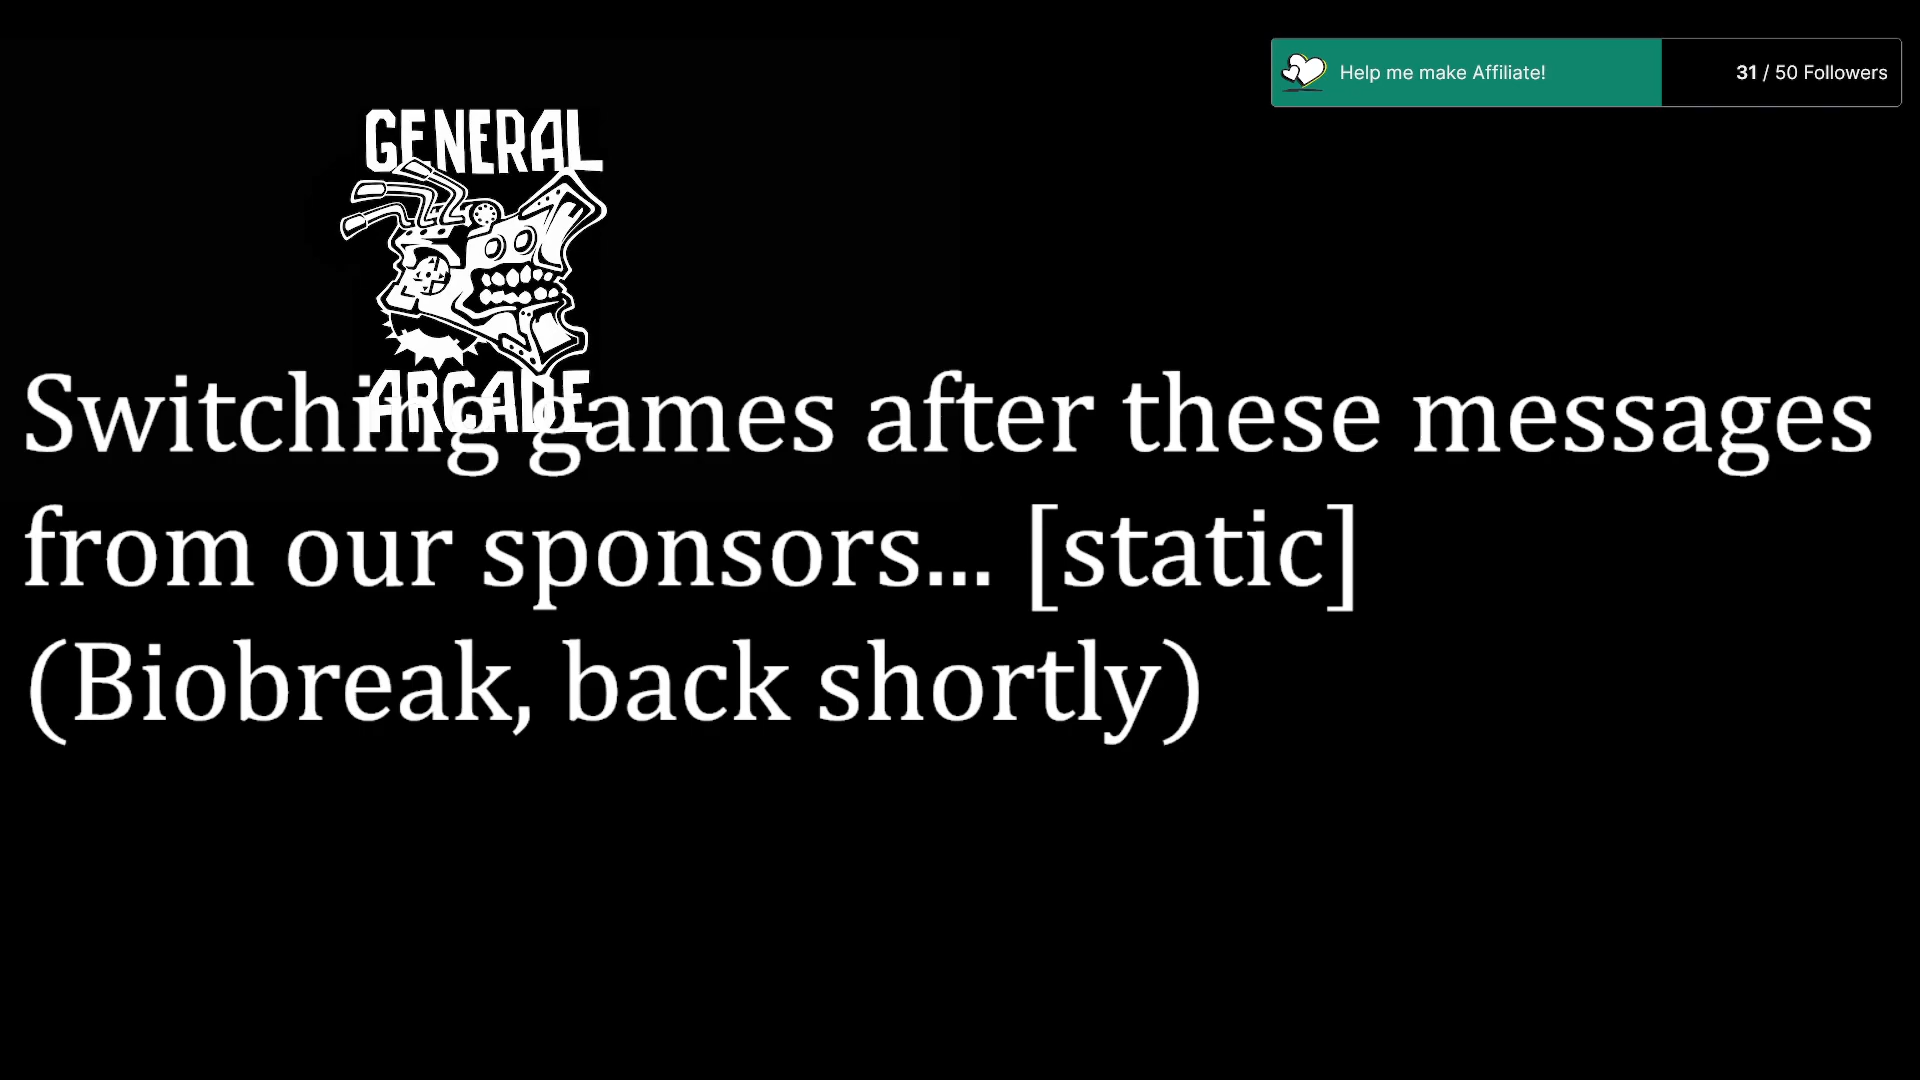 Help me make Affiliate!
31 / 50 Followers
GENERAL
ARCADE
Switching games after these messages
from our sponsors... [static]
(Biobreak, back shortly)